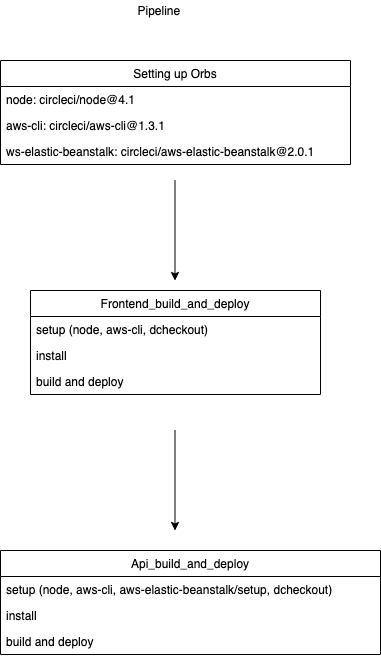 Pipeline
Setting up Orbs
node: circleci/node@4.1
aws-cli: circleci/aws-cli@1.3.1
ws-elastic-beanstalk: circleci/aws-elastic-beanstalk@2.0.1
Frontend_build_and_deploy
setup (node, aws-cli, dcheckout)
install
build and deploy
Api_build_and_deploy
setup (node, aws-cli, aws-elastic-beanstalk/setup, dcheckout)
install
build and deploy